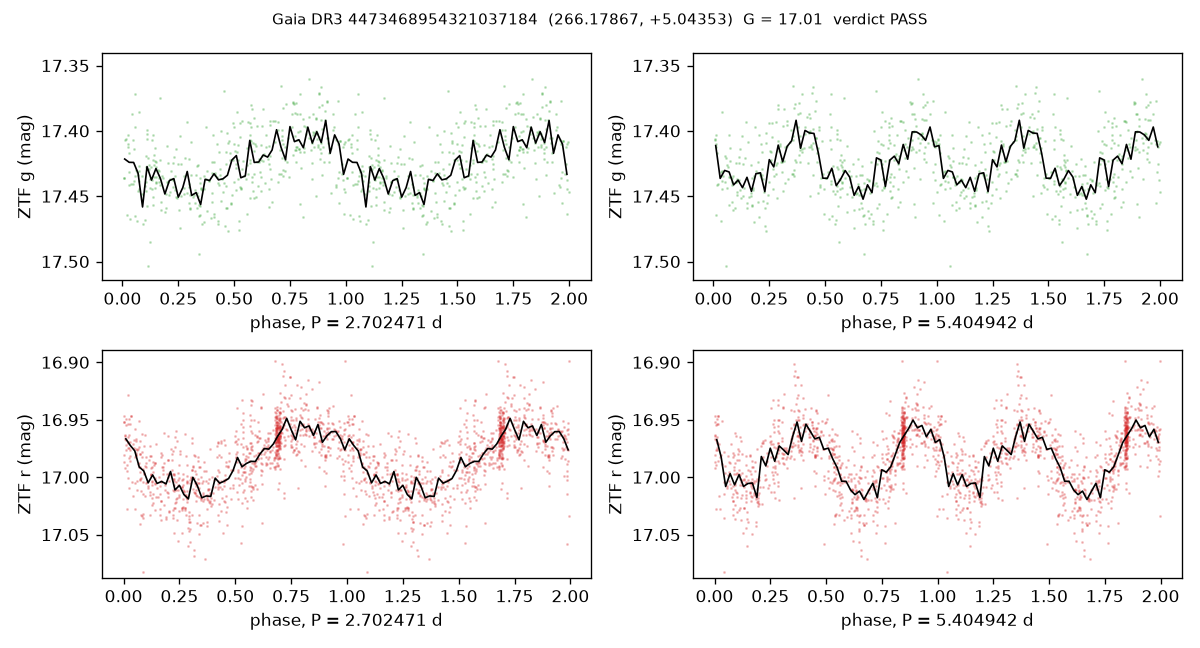 Gaia DR3 4473468954321037184 (266.17867, +5.04353) G = 17.01 verdict PASS
ZTF g (mag)
17.35
17.40
17.45
17.50
0.00 0.25 0.50 0.75 1.00 1.25 1.50 1.75 2.00
phase, P = 2.702471 d
ZTF g (mag)
17.35
17.40
17.45
17.50
0.00 0.25 0.50 0.75 1.00 1.25 1.50 1.75 2.00
phase, P = 5.404942 d
ZTF r (mag)
16.90
16.95
17.00
17.05
0.00 0.25 0.50 0.75 1.00 1.25 1.50 1.75 2.00
phase, P = 2.702471 d
ZTF r (mag)
16.90
16.95
17.00
17.05
0.00 0.25 0.50 0.75 1.00 1.25 1.50 1.75 2.00
phase, P = 5.404942 d